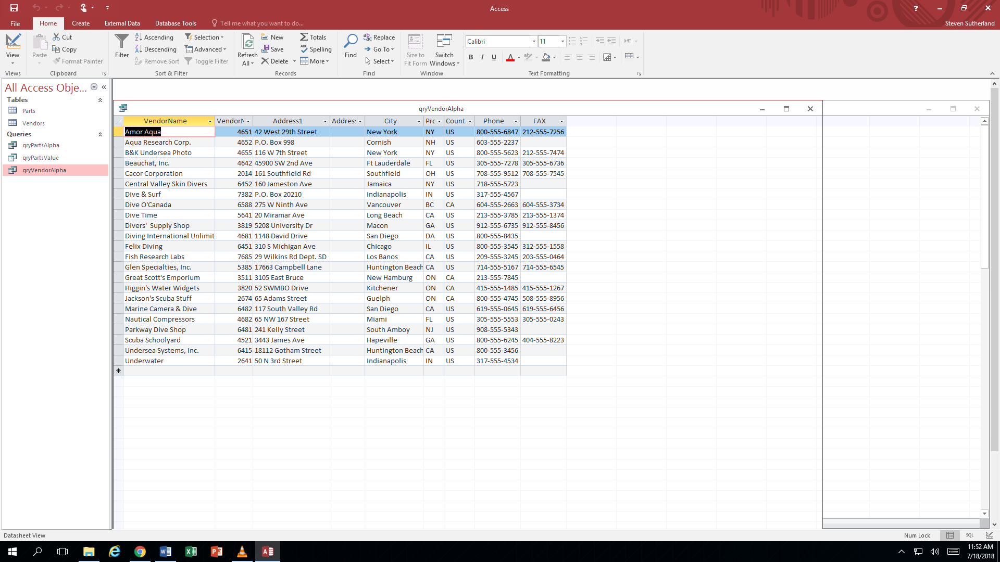 Access
File Home Create External Data Database Tools Tell me what you want to do... Steven Sutherland
View
Views
Paste
Cut
Copy
Format Painter
Clipboard
Filter
Ascending
Descending
Remove Sort
Selection
Advanced
Toggle Filter
Sort & Filter
Refresh All
New
Save
Delete
Totals
Spelling
More
Records
Find
Replace
Go To
Select
Find
Size to Fit Form
Switch Windows
Window
Calibri 11
B I U
Text Formatting
All Access Obje...
Tables
Parts
Vendors
Queries
qryPartsAlpha
qryPartsValue
qryVendorAlpha
qryVendorAlpha
VendorName VendorN Address1 Address City Pro Count Phone FAX
Amor Aqua 4651 42 West 29th Street New York NY US 800-555-6847 212-555-7256
Aqua Research Corp. 4652 P.O. Box 998 Cornish NH US 603-555-2237
B&K Undersea Photo 4655 116 W 7th Street New York NY US 800-555-5623 212-555-7474
Beauchat, Inc. 4642 45900 SW 2nd Ave Ft Lauderdale FL US 305-555-7278 305-555-6736
Cacor Corporation 2014 161 Southfield Rd Southfield OH US 708-555-9512 708-555-7545
Central Valley Skin Divers 6452 160 Jameston Ave Jamaica NY US 718-555-5723
Dive & Surf 7382 P.O. Box 20210 Indianapolis IN US 317-555-4567
Dive O'Canada 6588 275 W Ninth Ave Vancouver BC CA 604-555-2663 604-555-3734
Dive Time 5641 20 Miramar Ave Long Beach CA US 213-555-3785 213-555-1374
Divers'  Supply Shop 3819 5208 University Dr Macon GA US 912-555-6735 912-555-8456
Diving International Unlimit 4681 1148 David Drive San Diego DA US 800-555-8435
Felix Diving 6451 310 S Michigan Ave Chicago IL US 800-555-3545 312-555-1558
Fish Research Labs 7685 29 Wilkins Rd Dept. SD Los Banos CA US 209-555-3245 203-555-0464
Glen Specialties, Inc. 5385 17663 Campbell Lane Huntington Beach CA US 714-555-5167 714-555-6545
Great Scott's Emporium 3511 3105 East Bruce New Hamburg ON CA 213-555-7845
Higgin's Water Widgets 3820 52 SWMBO Drive Kitchener ON CA 415-555-1485 415-555-1267
Jackson's Scuba Stuff 2674 65 Adams Street Guelph ON CA 800-555-4745 508-555-8956
Marine Camera & Dive 6482 117 South Valley Rd San Diego CA US 619-555-0645 619-555-6456
Nautical Compressors 4682 65 NW 167 Street Miami FL US 305-555-5553 305-555-0243
Parkway Dive Shop 6481 241 Kelly Street South Amboy NJ US 908-555-5343
Scuba Schoolyard 4521 3443 James Ave Hapeville GA US 800-555-6245 404-555-8223
Undersea Systems, Inc. 6415 18112 Gotham Street Huntington Beach CA US 800-555-3456
Underwater 2641 50 N 3rd Street Indianapolis IN US 317-555-4534
Datasheet View Num Lock SQL
11:52 AM
7/18/2018